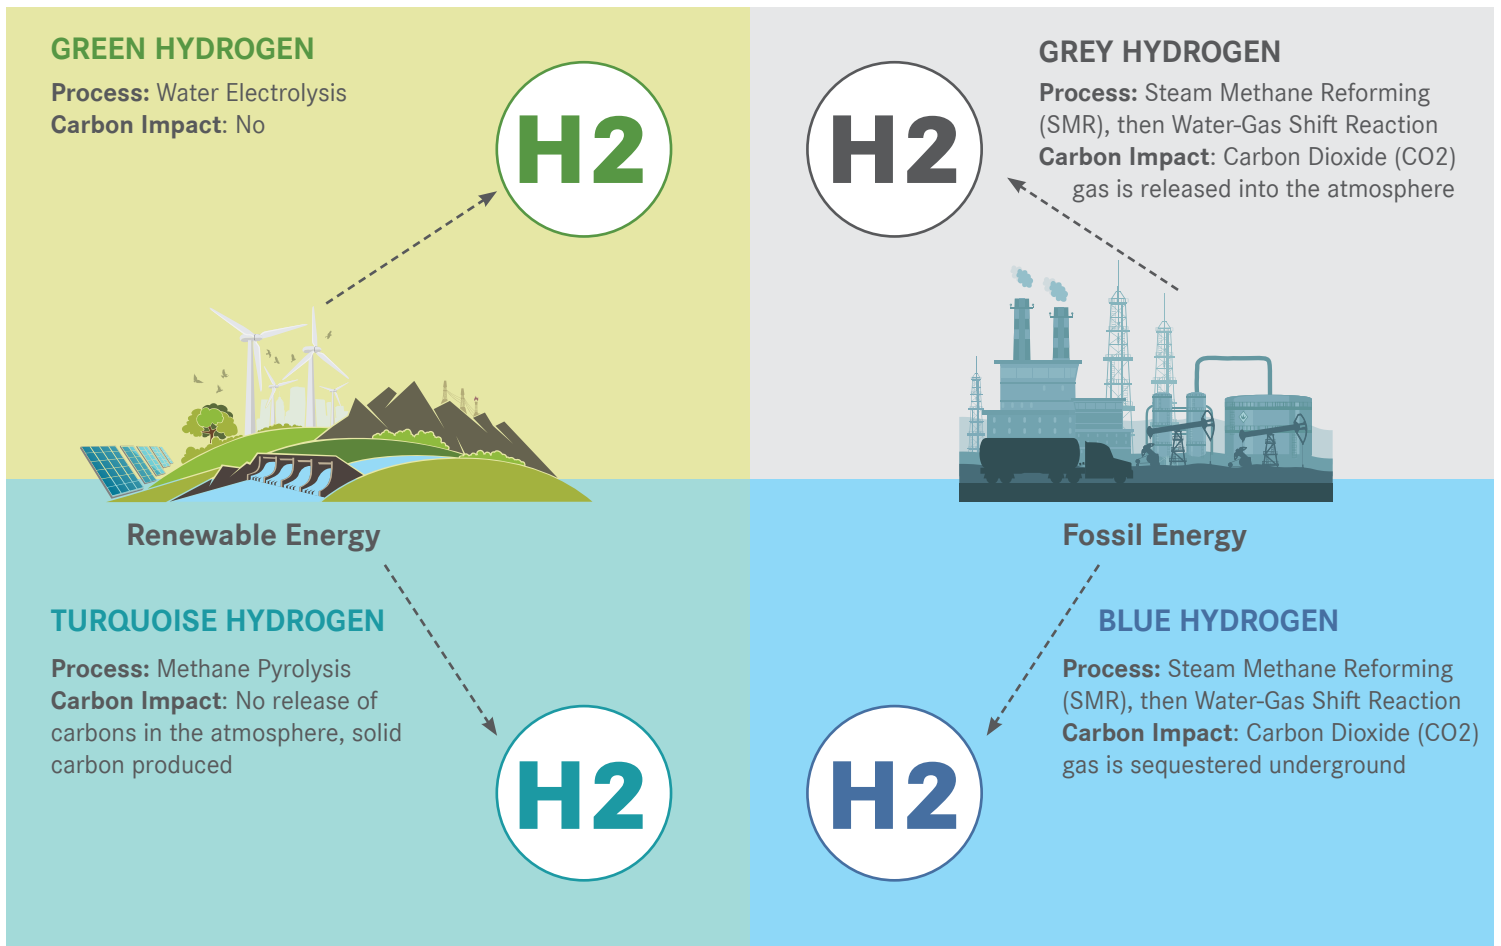 GREEN HYDROGEN
Process: Water Electrolysis
Carbon Impact: No
H2
GREY HYDROGEN
Process: Steam Methane Reforming
(SMR), then Water-Gas Shift Reaction
Carbon Impact: Carbon Dioxide (CO2)
gas is released into the atmosphere
H2
Renewable Energy
Fossil Energy
TURQUOISE HYDROGEN
Process: Methane Pyrolysis
Carbon Impact: No release of
carbons in the atmosphere, solid
carbon produced
H2
BLUE HYDROGEN
Process: Steam Methane Reforming
(SMR), then Water-Gas Shift Reaction
Carbon Impact: Carbon Dioxide (CO2)
gas is sequestered underground
H2